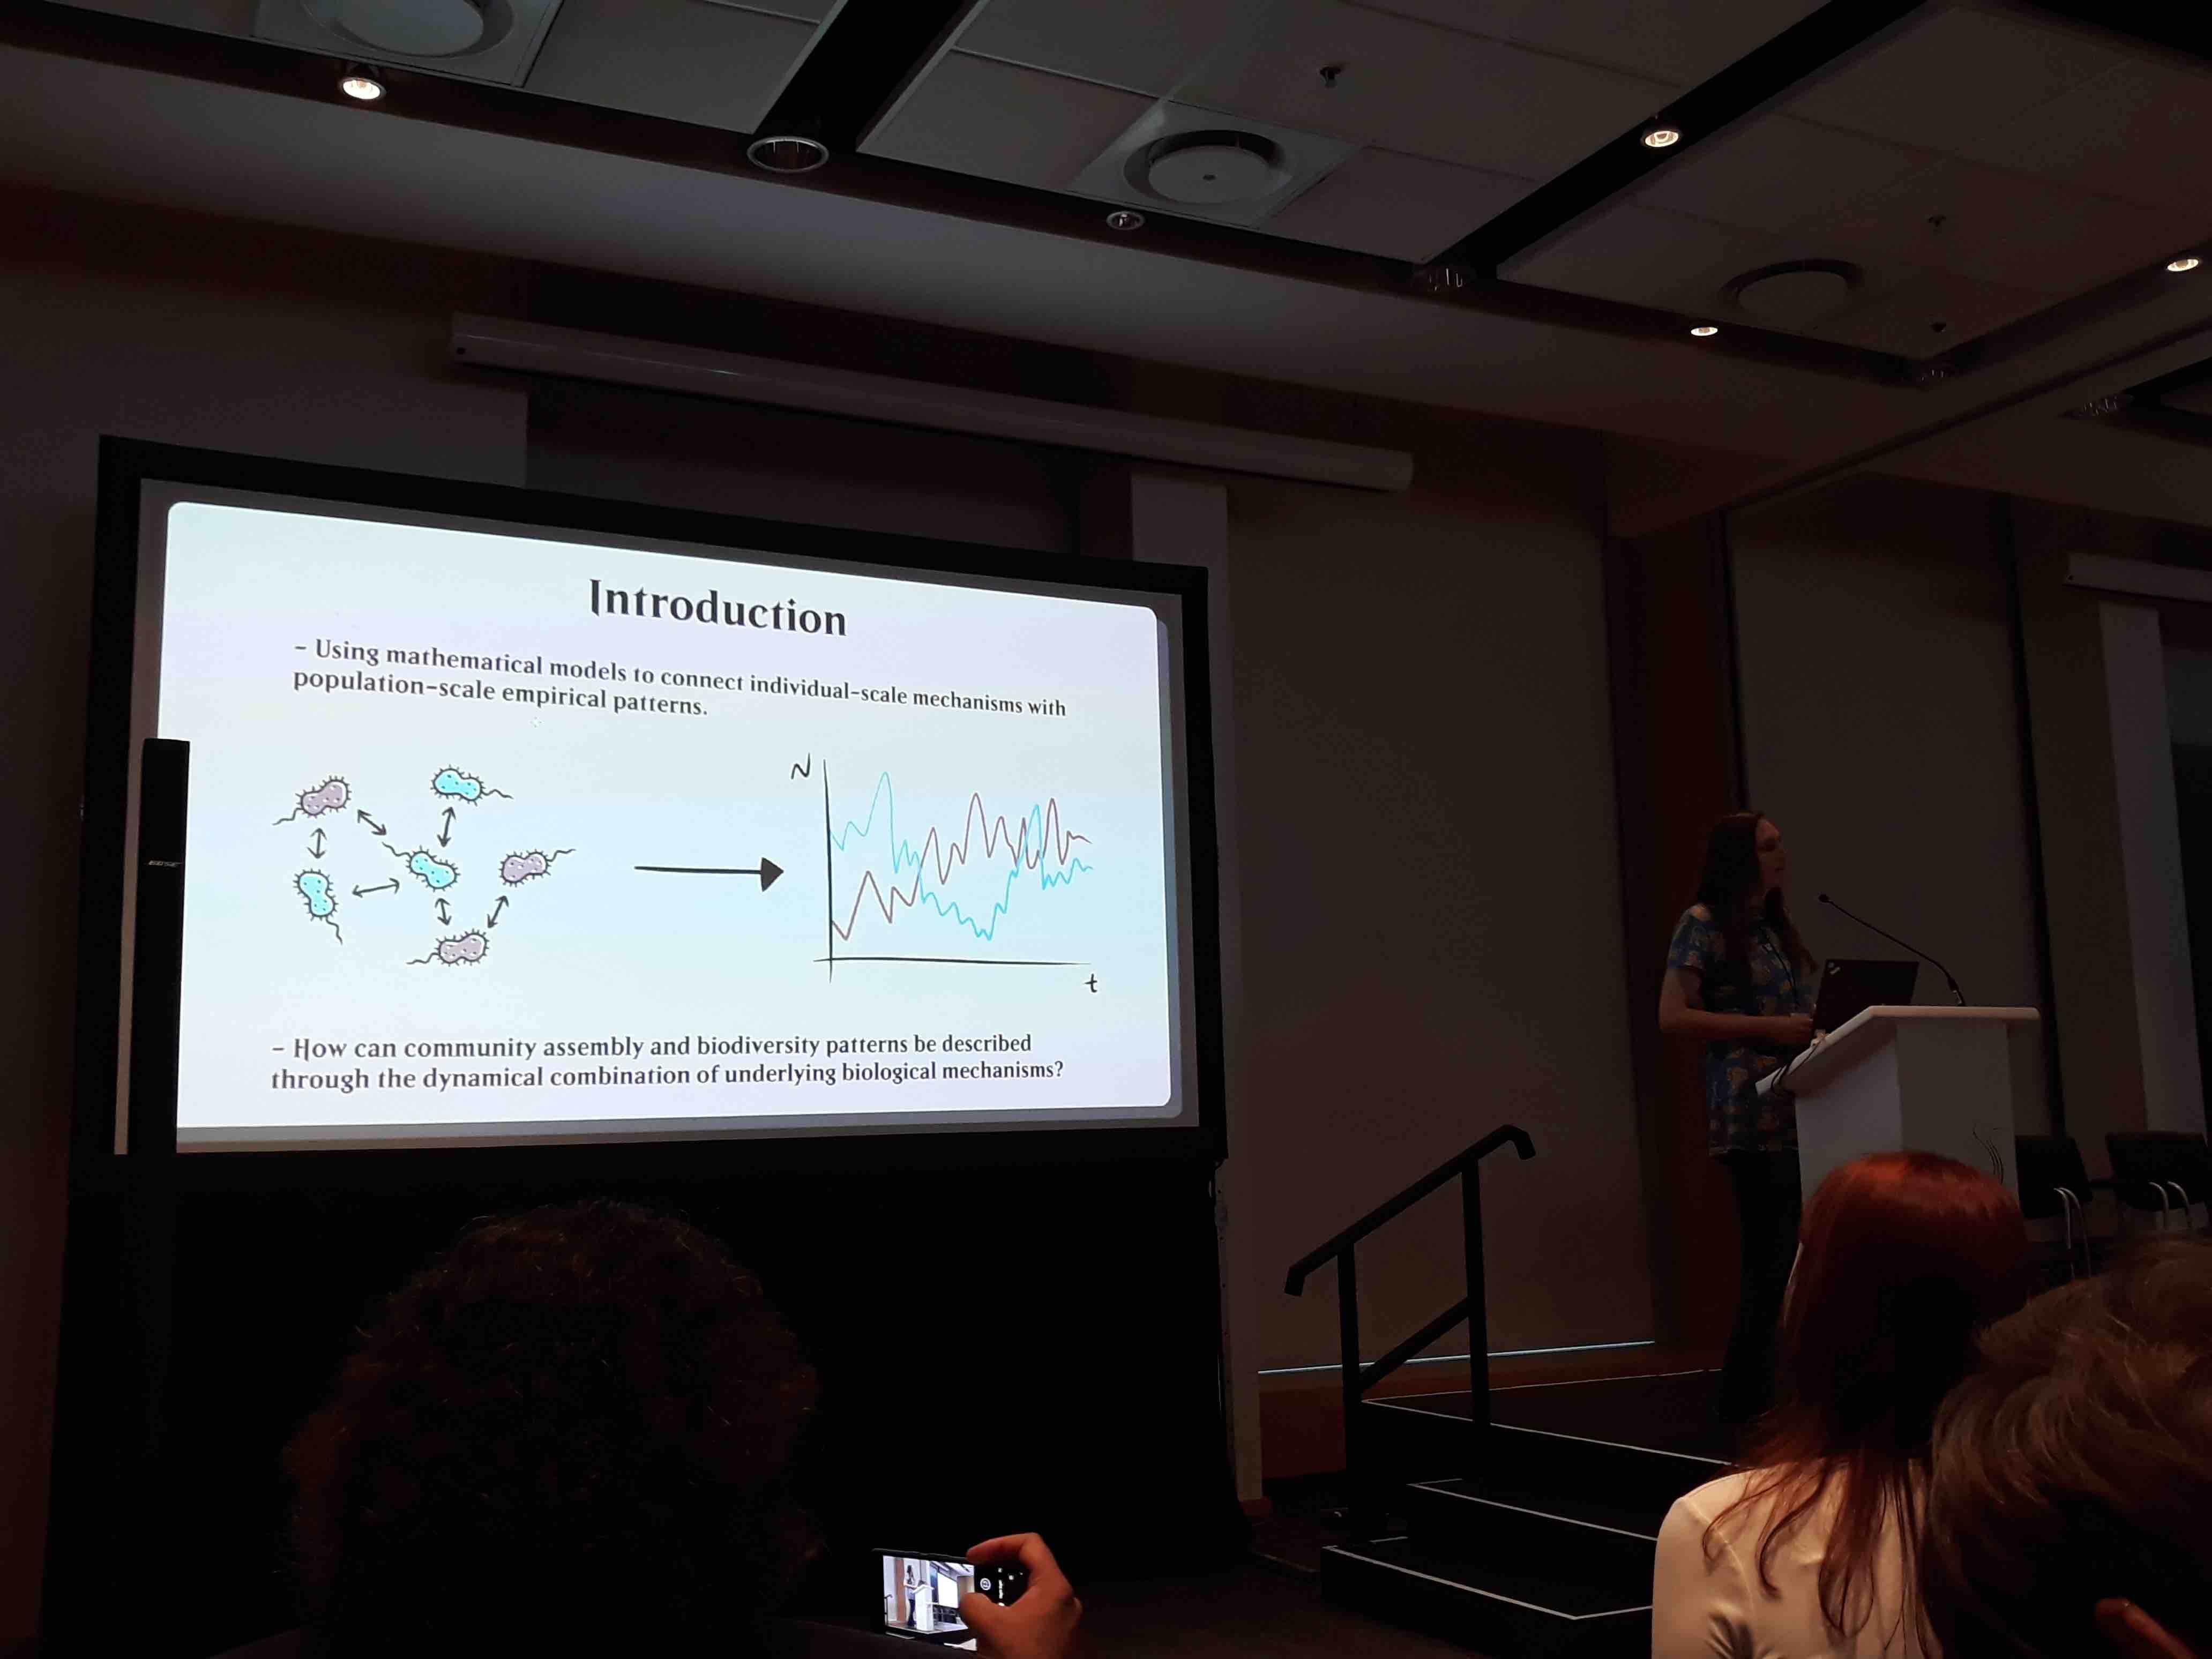 Introduction
– Using mathematical models to connect individual-scale mechanisms with
population-scale empirical patterns.
N
t
– How can community assembly and biodiversity patterns be described
through the dynamical combination of underlying biological mechanisms?
BOSE